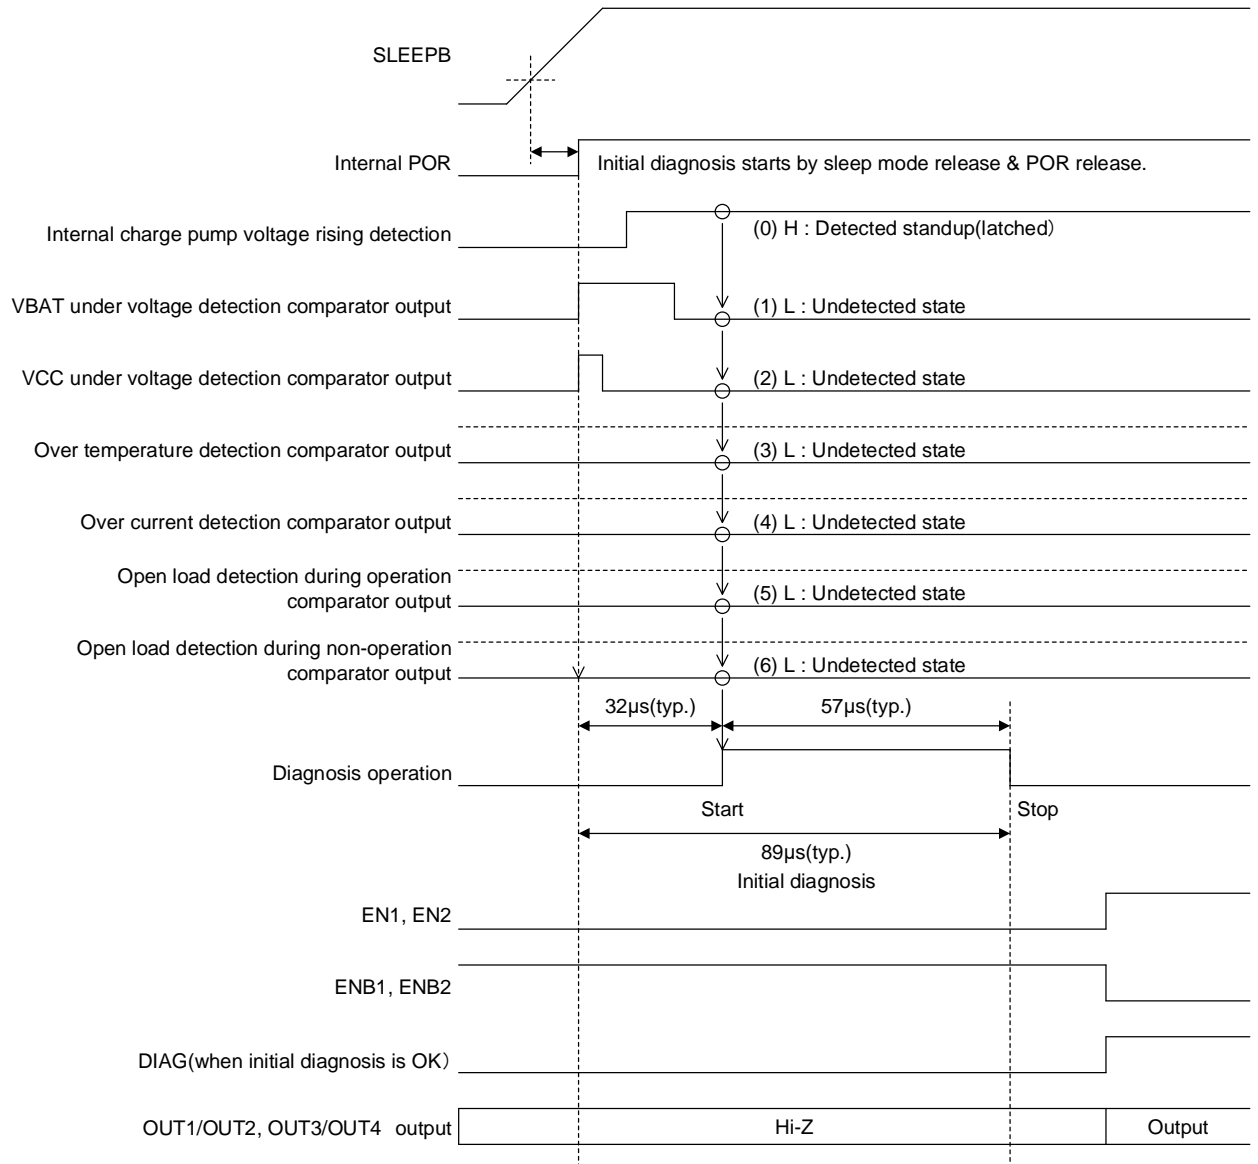 SLEEPB
Internal POR
Initial diagnosis starts by sleep mode release & POR release.
Internal charge pump voltage rising detection
(0) H : Detected standup(latched）
VBAT under voltage detection comparator output
(1) L : Undetected state
VCC under voltage detection comparator output
(2) L : Undetected state
Over temperature detection comparator output
(3) L : Undetected state
Over current detection comparator output
(4) L : Undetected state
Open load detection during operation
comparator output
(5) L : Undetected state
Open load detection during non-operation
comparator output
(6) L : Undetected state
32μs(typ.)
57μs(typ.)
Diagnosis operation
Start
Stop
89μs(typ.)
Initial diagnosis
EN1, EN2
ENB1, ENB2
DIAG(when initial diagnosis is OK）
OUT1/OUT2, OUT3/OUT4 output
Hi-Z
Output